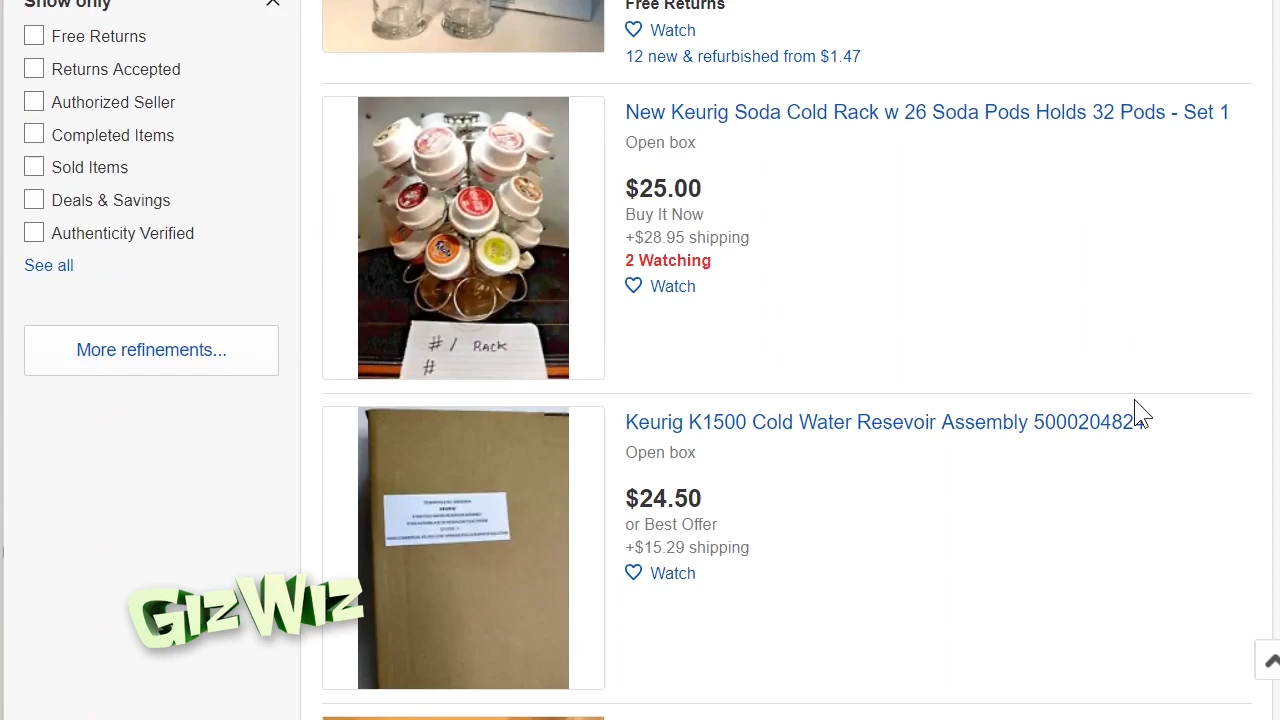 Show only
Free Returns
Returns Accepted
Authorized Seller
Completed Items
Sold Items
Deals & Savings
Authenticity Verified
See all
More refinements...
Free Returns
Watch
12 new & refurbished from $1.47
New Keurig Soda Cold Rack w 26 Soda Pods Holds 32 Pods - Set 1
Open box
$25.00
Buy It Now
+$28.95 shipping
2 Watching
Watch
# 1 RACK
#
Keurig K1500 Cold Water Resevoir Assembly 500020482
Open box
$24.50
or Best Offer
+$15.29 shipping
Watch
GizWiz